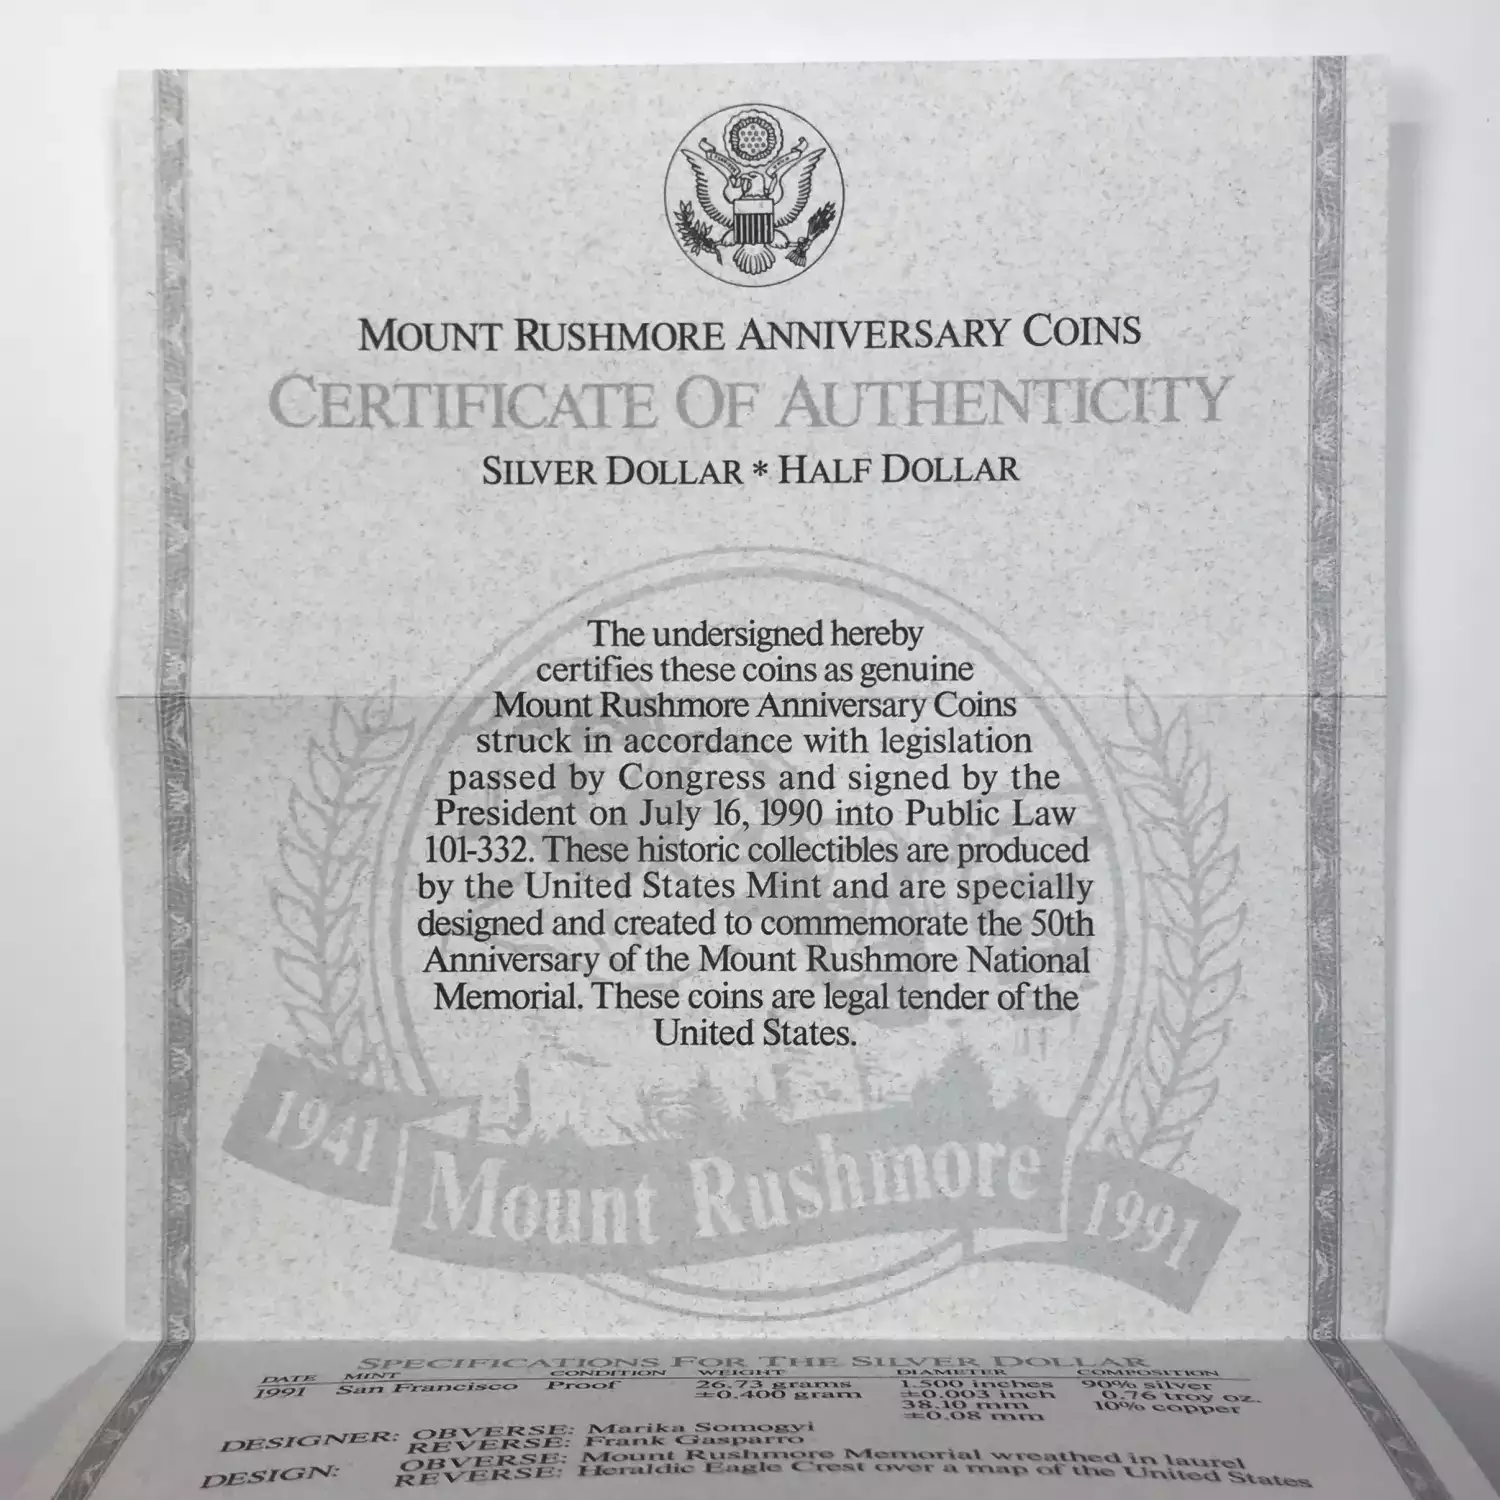 MOUNT RUSHMORE ANNIVERSARY COINS
CERTIFICATE OF AUTHENTICITY
SILVER DOLLAR * HALF DOLLAR
The undersigned hereby
certifies these coins as genuine
Mount Rushmore Anniversary Coins
struck in accordance with legislation
passed by Congress and signed by the
President on July 16, 1990 into Public Law
101-332. These historic collectibles are produced
by the United States Mint and are specially
designed and created to commemorate the 50th
Anniversary of the Mount Rushmore National
Memorial. These coins are legal tender of the
United States.
1941 Mount Rushmore 1991
SPECIFICATIONS FOR THE SILVER DOLLAR
DATE MINT CONDITION WEIGHT DIAMETER COMPOSITION
1991 San Francisco Proof 26.73 grams 1.500 inches 90% silver
±0.400 gram ±0.003 inch 0.76 troy oz.
38.10 mm 10% copper
±0.08 mm
DESIGNER: OBVERSE: Marika Somogyi
REVERSE: Frank Gasparro
DESIGN: OBVERSE: Mount Rushmore Memorial wreathed in laurel
REVERSE: Heraldic Eagle Crest over a map of the United States